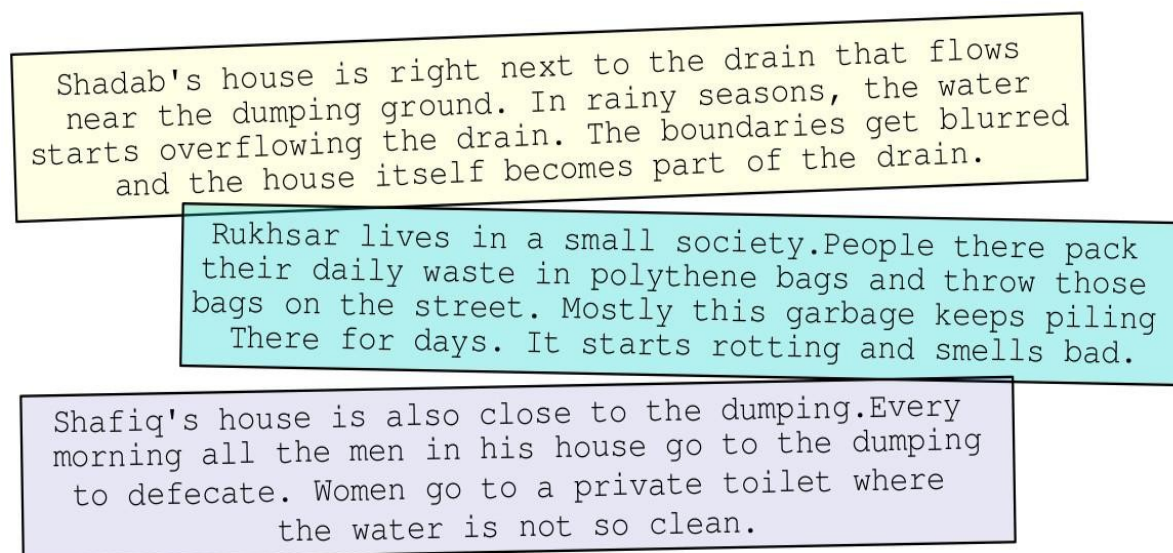 Shadab's house is right next to the drain that flows
near the dumping ground. In rainy seasons, the water
starts overflowing the drain. The boundaries get blurred
and the house itself becomes part of the drain.
Rukhsar lives in a small society.People there pack
their daily waste in polythene bags and throw those
bags on the street. Mostly this garbage keeps piling
There for days. It starts rotting and smells bad.
Shafiq's house is also close to the dumping.Every
morning all the men in his house go to the dumping
to defecate. Women go to a private toilet where
the water is not so clean.